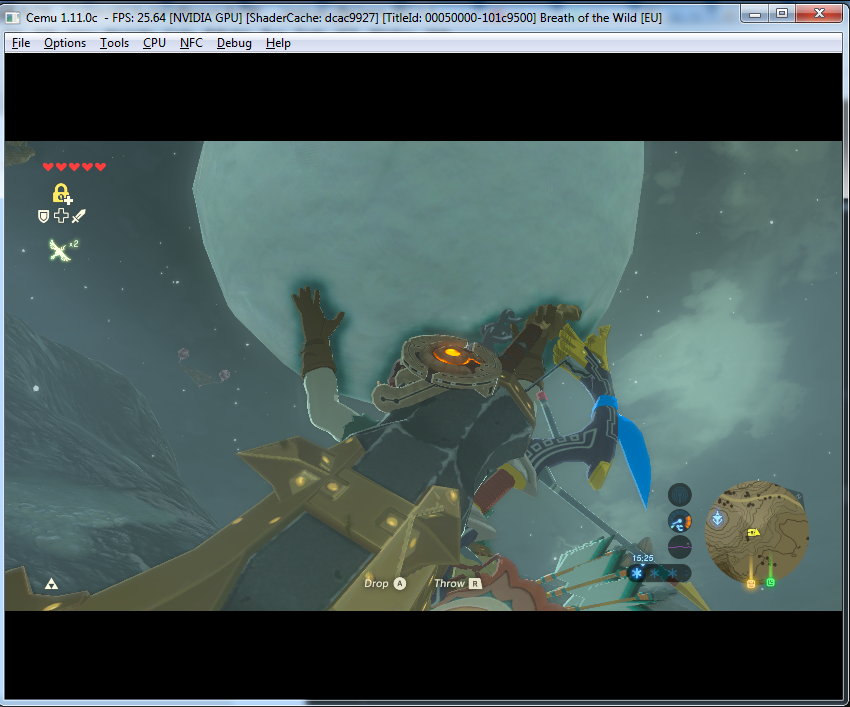 Cemu 1.11.0c - FPS: 25.64 [NVIDIA GPU] [ShaderCache: dcac9927] [TitleId: 00050000-101c9500] Breath of the Wild [EU]
File Options Tools CPU NFC Debug Help
x2
15:25
Drop A Throw R